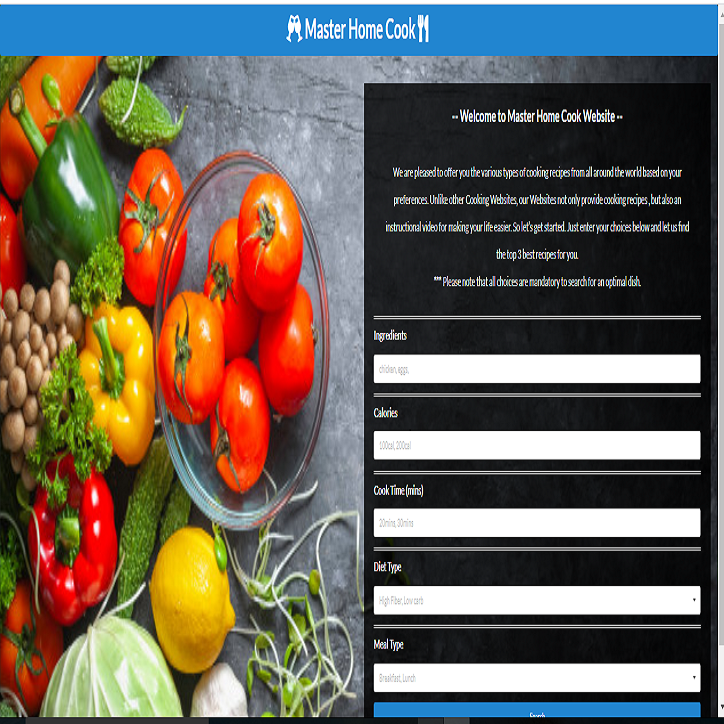 Master Home Cook
-- Welcome to Master Home Cook Website --
We are pleased to offer you the various types of cooking recipes from all around the world based on your
preferences. Unlike other Cooking Websites, our Websites not only provide cooking recipes , but also an
instructional video for making your life easier. So let's get started. Just enter your choices below and let us find
the top 3 best recipes for you.
*** Please note that all choices are mandatory to search for an optimal dish.
Ingredients
chicken, eggs,
Calories
100cal, 200cal
Cook Time (mins)
20mins, 30mins
Diet Type
High Fiber, Low carb
Meal Type
Breakfast, Lunch
Search